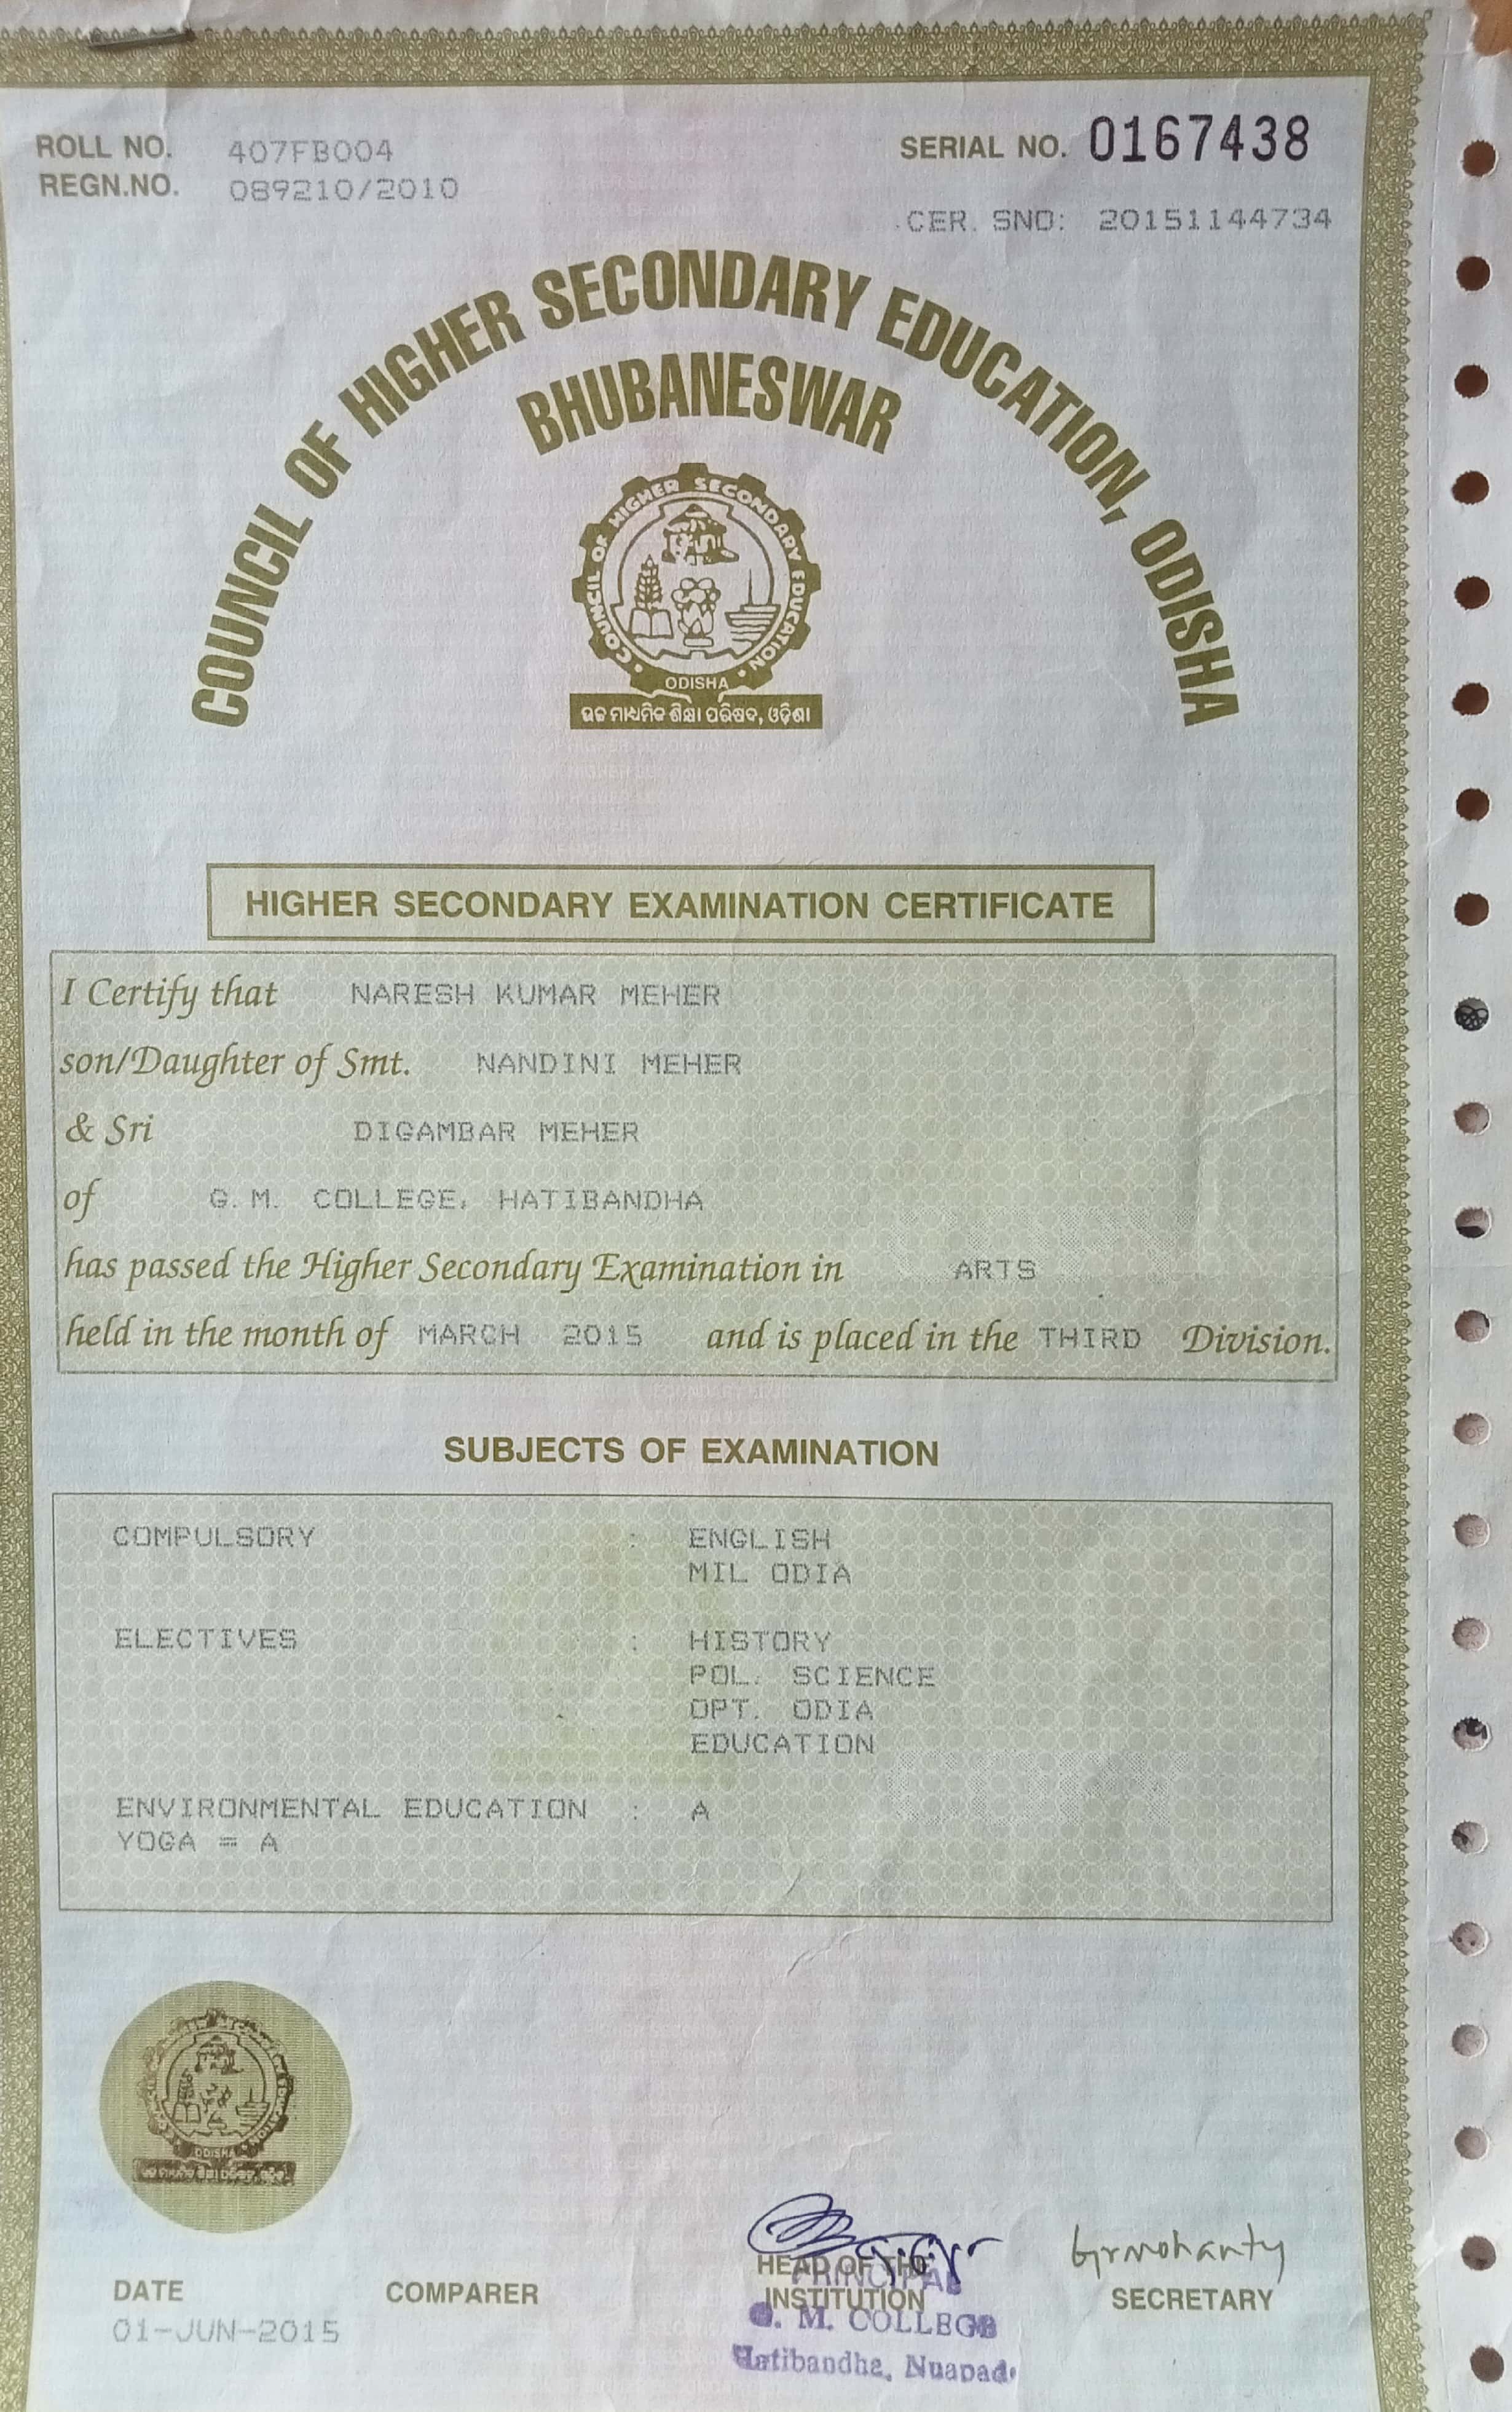 ROLL NO. 407FB004
SERIAL NO. 0167438
REGN.NO. 089210/2010
CER. SNO: 20151144734
COUNCIL OF HIGHER SECONDARY EDUCATION, ODISHA
BHUBANESWAR
COUNCIL OF HIGHER SECONDARY EDUCATION
ODISHA
ଉଚ୍ଚ ମାଧ୍ୟମିକ ଶିକ୍ଷା ପରିଷଦ, ଓଡ଼ିଶା
HIGHER SECONDARY EXAMINATION CERTIFICATE
I Certify that NARESH KUMAR MEHER
son/Daughter of Smt. NANDINI MEHER
& Sri DIGAMBAR MEHER
of G.M. COLLEGE, HATIBANDHA
has passed the Higher Secondary Examination in ARTS
held in the month of MARCH 2015 and is placed in the THIRD Division.
SUBJECTS OF EXAMINATION
COMPULSORY : ENGLISH
MIL ODIA
ELECTIVES : HISTORY
POL. SCIENCE
OPT. ODIA
EDUCATION
ENVIRONMENTAL EDUCATION : A
YOGA = A
ODISHA
HEAD OF THE
PRINCIPAL
INSTITUTION
G. M. COLLEGE
Hatibandha, Nuapad
SECRETARY
DATE
COMPARER
01-JUN-2015